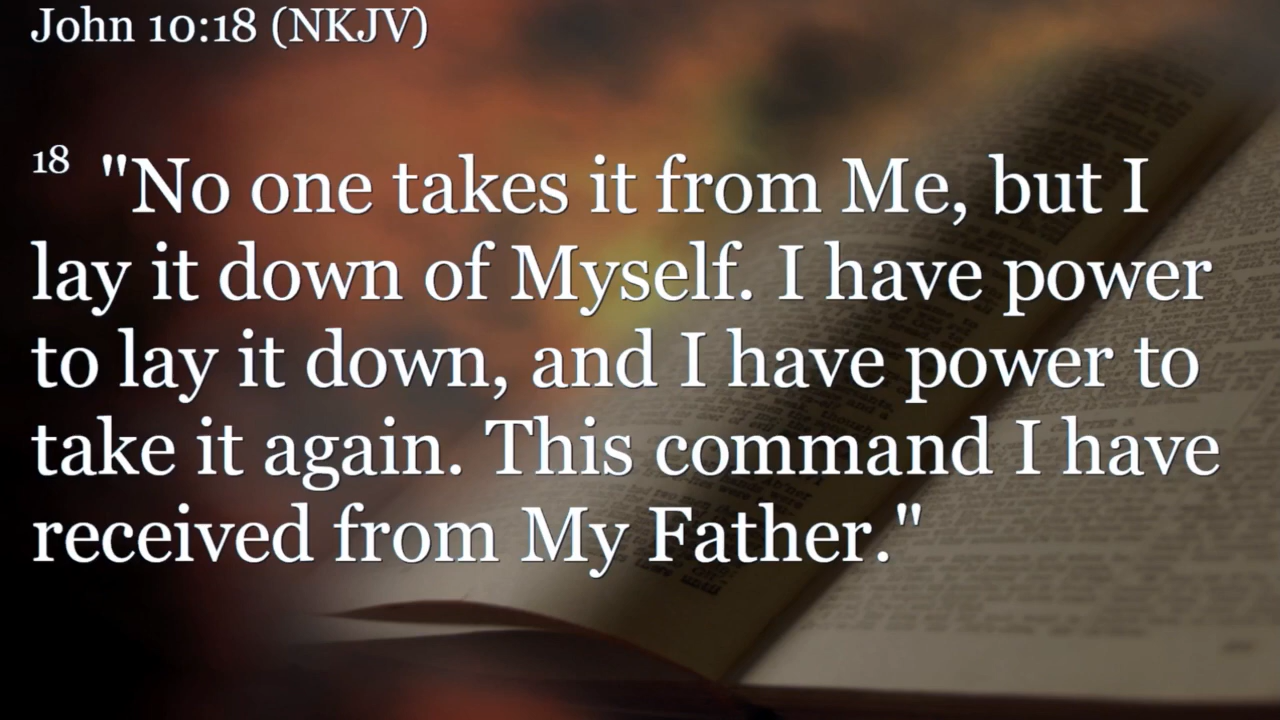 John 10:18 (NKJV)
18 "No one takes it from Me, but I
lay it down of Myself. I have power
to lay it down, and I have power to
take it again. This command I have
received from My Father."